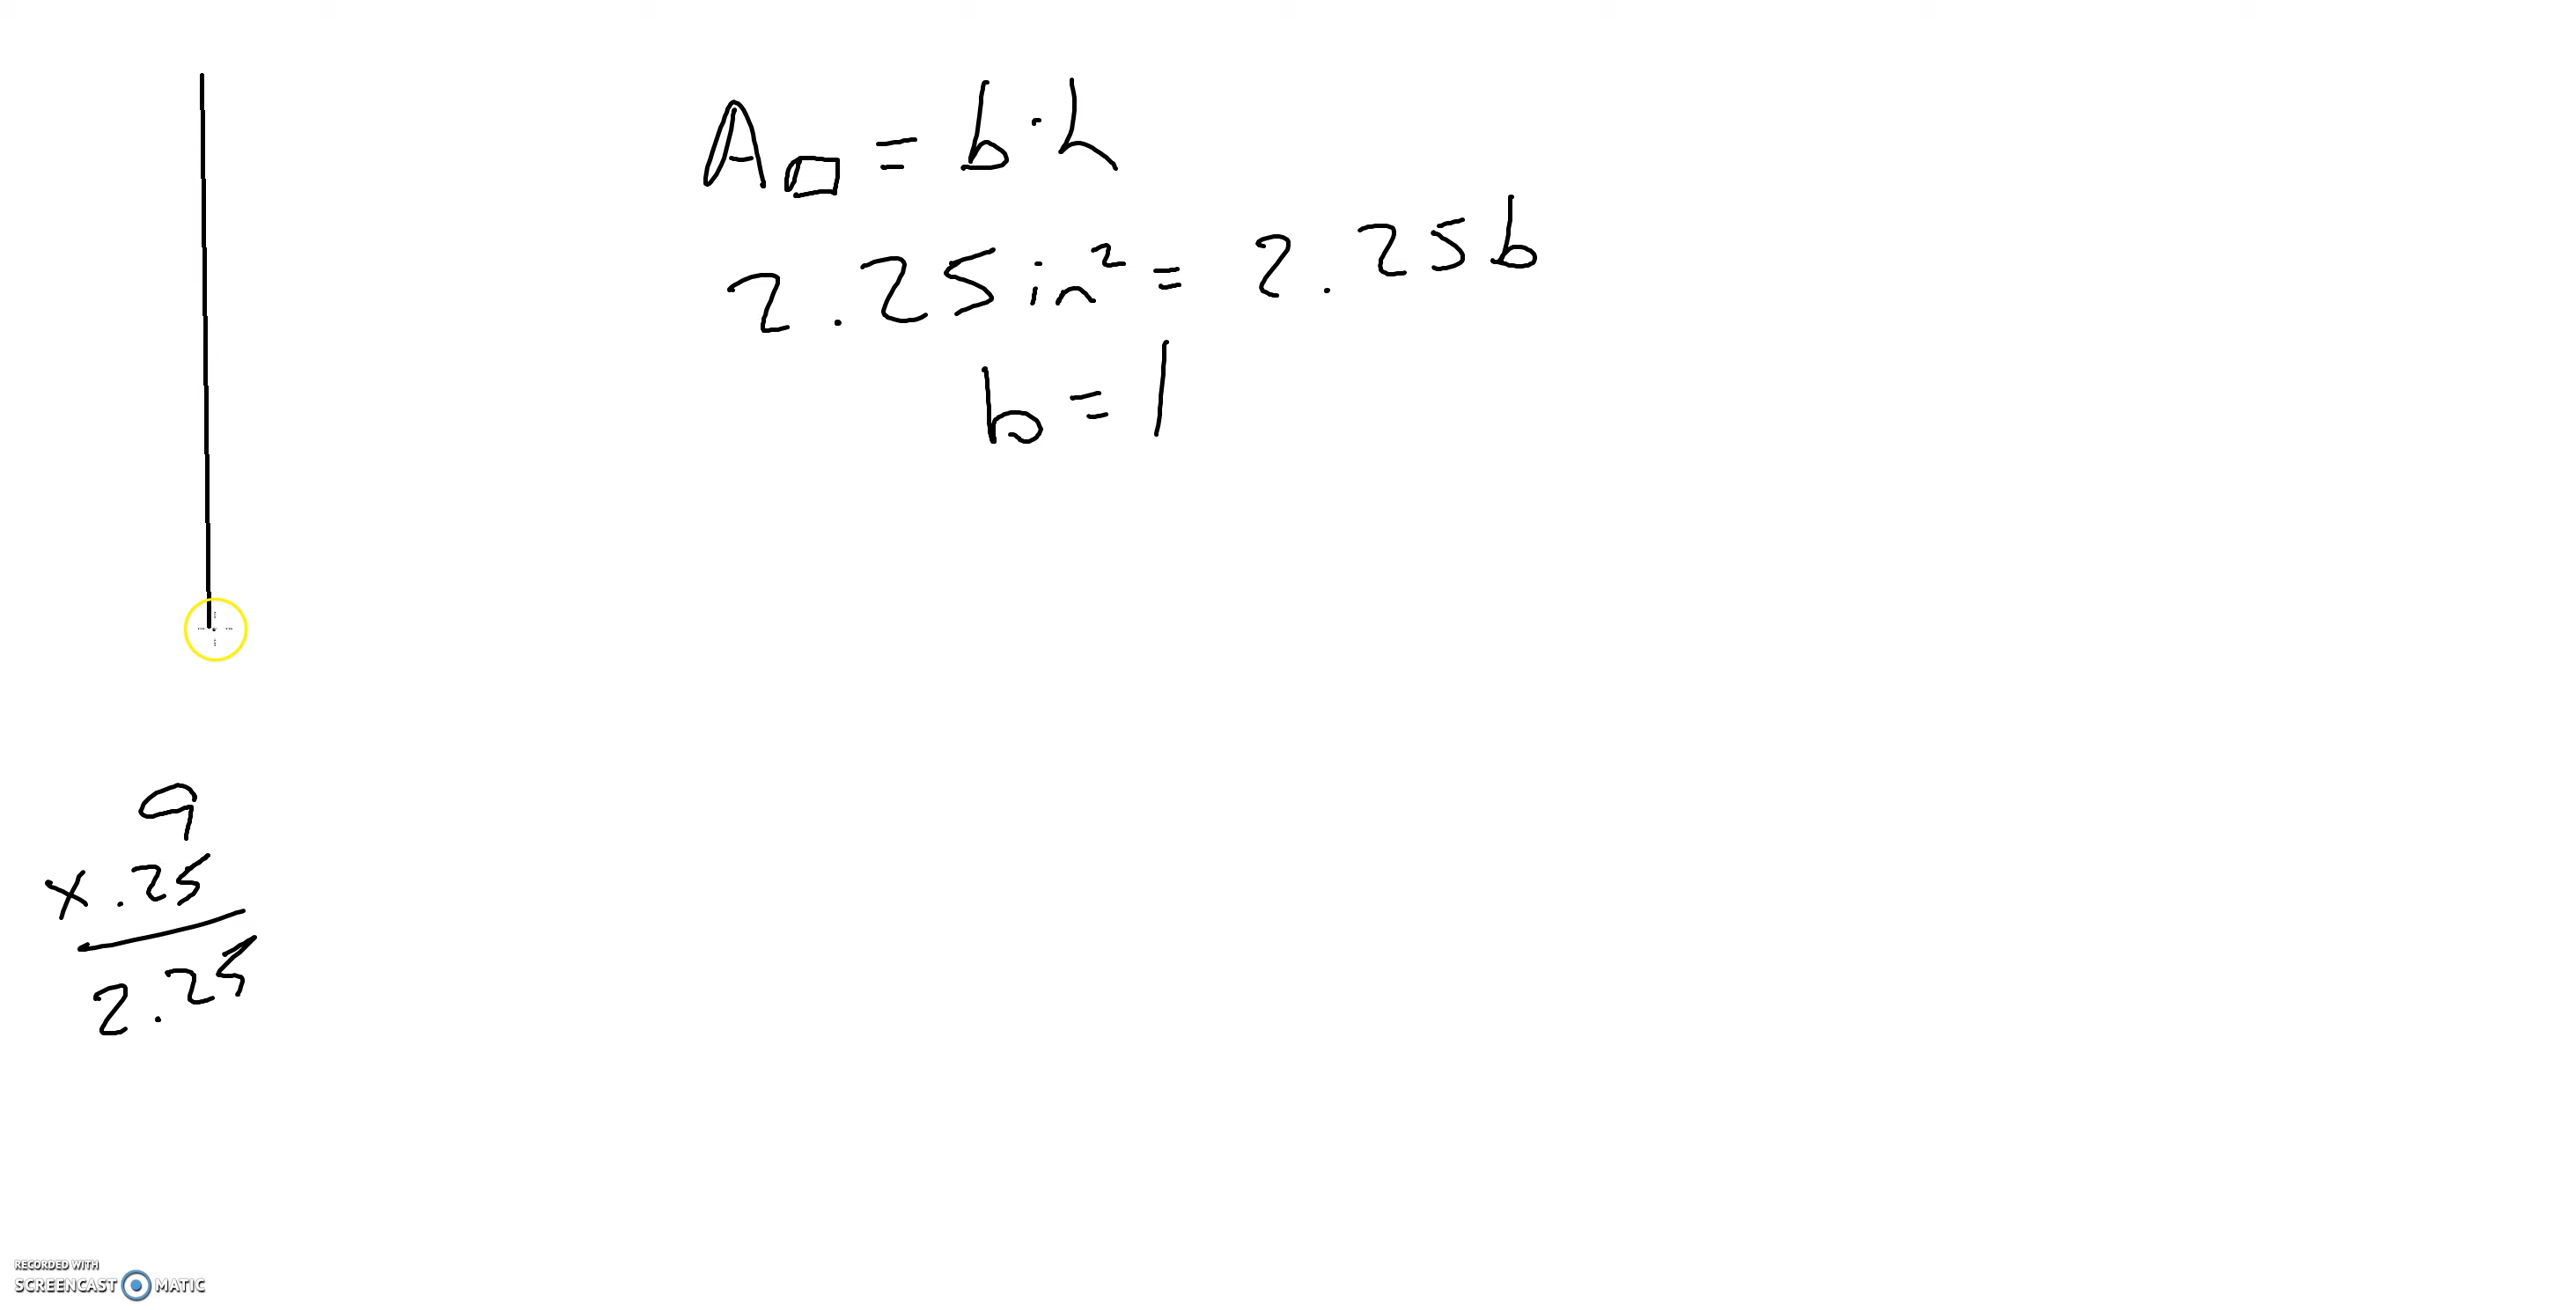 A▱ = b·h
2.25 in² = 2.25b
b = 1
9
x .25
2.25
RECORDED WITH
SCREENCAST MATIC